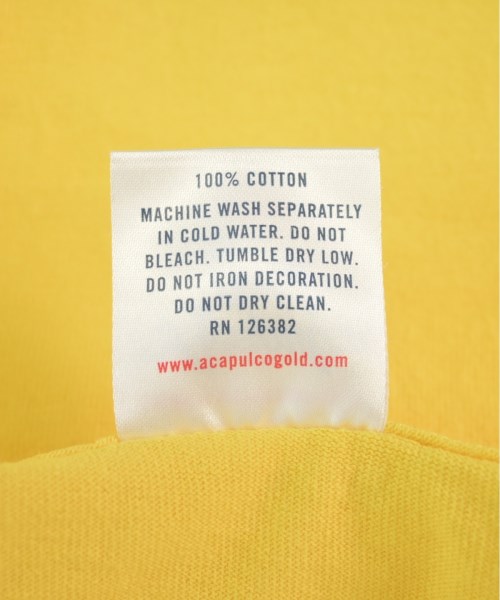 100% COTTON
MACHINE WASH SEPARATELY
IN COLD WATER. DO NOT
BLEACH. TUMBLE DRY LOW.
DO NOT IRON DECORATION.
DO NOT DRY CLEAN.
RN 126382
www.acapulcogold.com